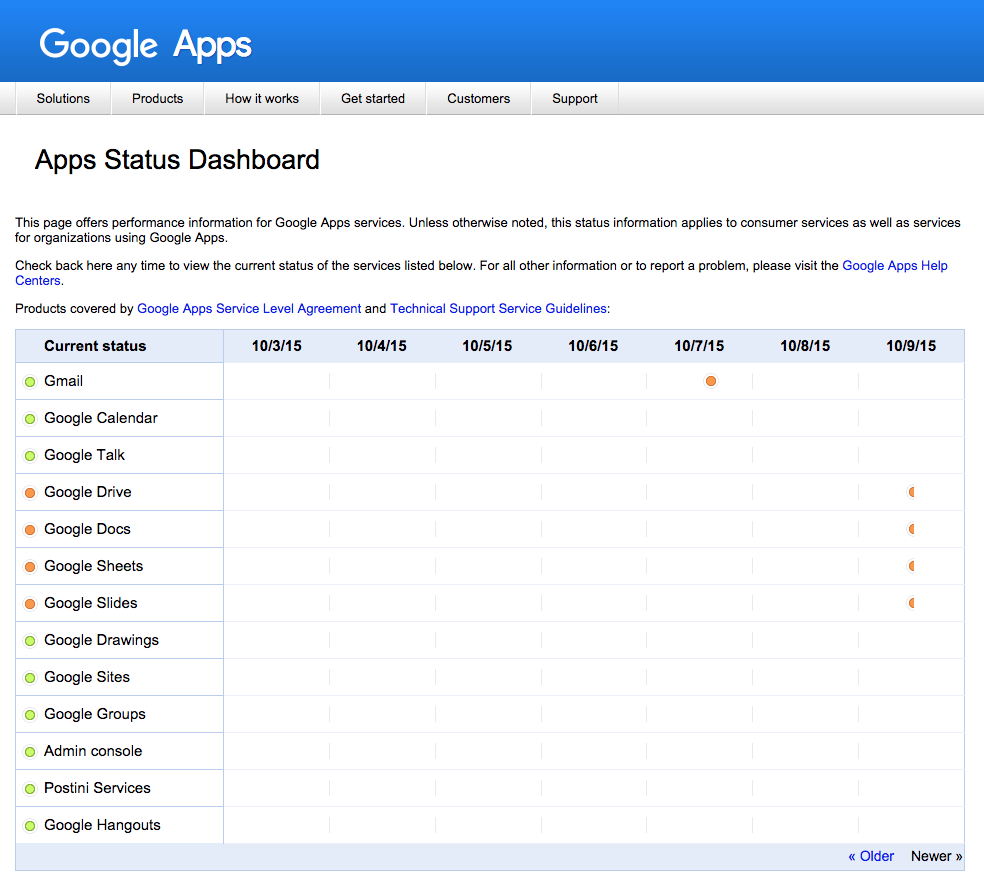 Google Apps
Solutions Products How it works Get started Customers Support
Apps Status Dashboard
This page offers performance information for Google Apps services. Unless otherwise noted, this status information applies to consumer services as well as services
for organizations using Google Apps.
Check back here any time to view the current status of the services listed below. For all other information or to report a problem, please visit the Google Apps Help
Centers.
Products covered by Google Apps Service Level Agreement and Technical Support Service Guidelines:
Current status 10/3/15 10/4/15 10/5/15 10/6/15 10/7/15 10/8/15 10/9/15
Gmail
Google Calendar
Google Talk
Google Drive
Google Docs
Google Sheets
Google Slides
Google Drawings
Google Sites
Google Groups
Admin console
Postini Services
Google Hangouts
« Older Newer »